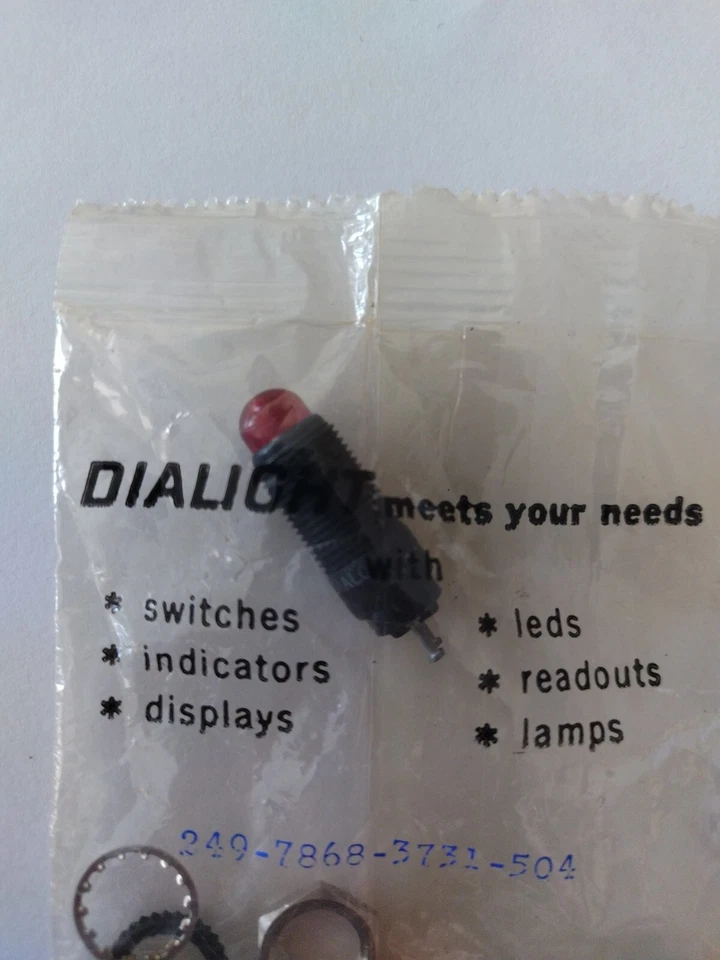 DIALIGHT meets your needs
with
* switches
* indicators
* displays
* leds
* readouts
* lamps
249-7868-3731-504